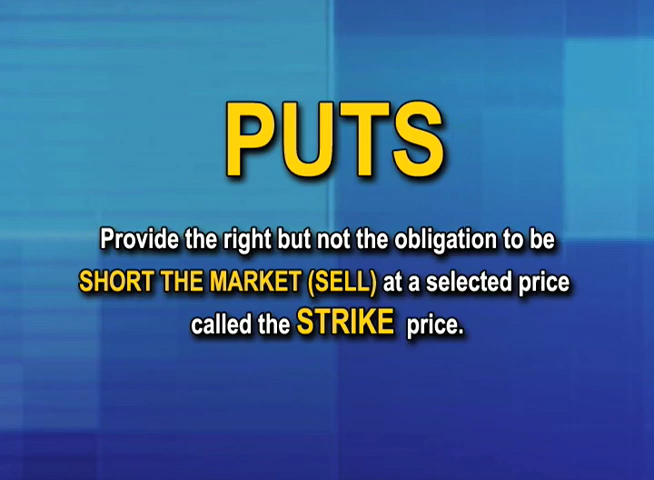 PUTS
Provide the right but not the obligation to be
SHORT THE MARKET (SELL) at a selected price
called the STRIKE price.